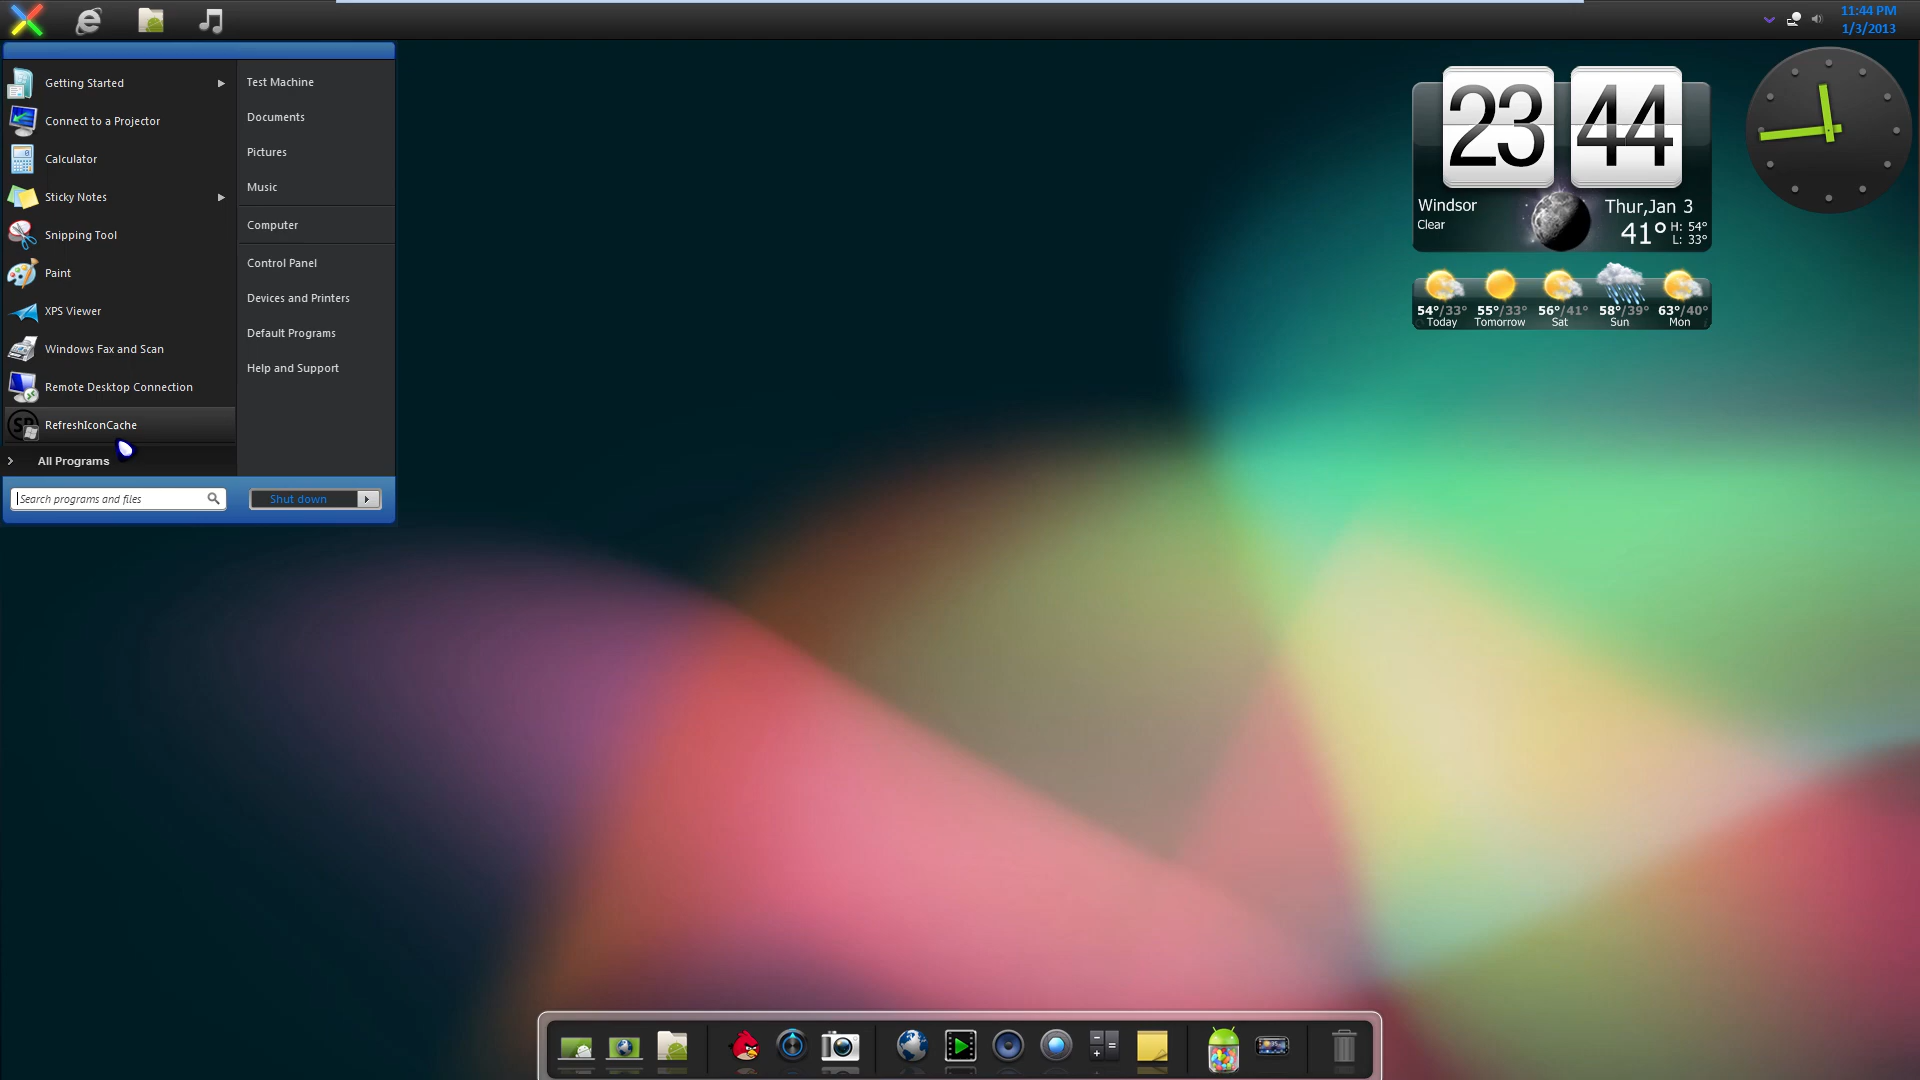 11:44 PM
1/3/2013
Getting Started
Connect to a Projector
Calculator
Sticky Notes
Snipping Tool
Paint
XPS Viewer
Windows Fax and Scan
Remote Desktop Connection
RefreshIconCache
All Programs
Search programs and files
Test Machine
Documents
Pictures
Music
Computer
Control Panel
Devices and Printers
Default Programs
Help and Support
Shut down
23 44
Windsor
Clear
Thur,Jan 3
41° H: 54°
L: 33°
54°/33° 55°/33° 56°/41° 58°/39° 63°/40°
Today Tomorrow Sat Sun Mon